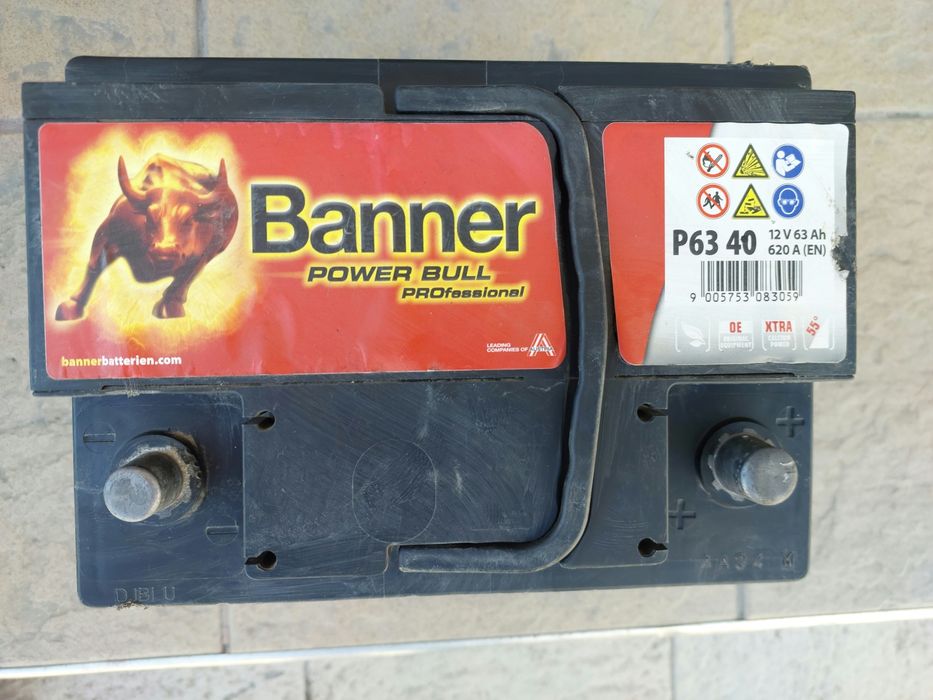 Banner
POWER BULL
PROfessional
bannerbatterien.com
LEADING
COMPANIES OF
AUSTRIA
P63 40
12 V 63 Ah
620 A (EN)
9 005753 083059
OE
ORIGINAL
EQUIPMENT
XTRA
CALCIUM
POWER
55°
−
−
+
+